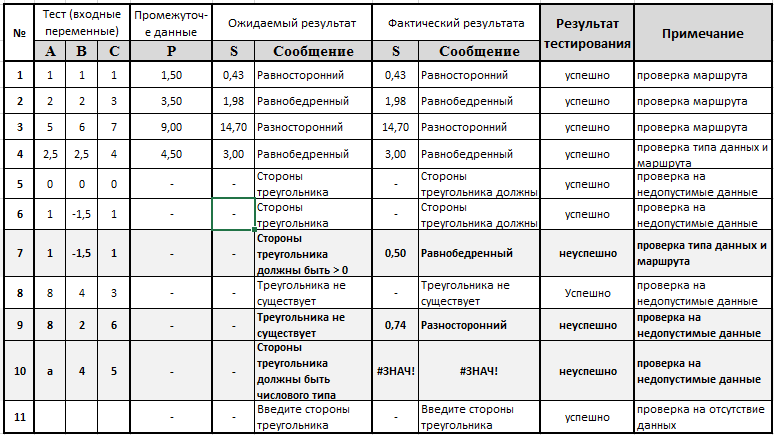 № Тест (входные переменные) Промежуточ-е данные Ожидаемый результат Фактический результата Результат тестирования Примечание
A B C P S Сообщение S Сообщение
1 1 1 1 1,50 0,43 Равносторонний 0,43 Равносторонний успешно проверка маршрута
2 2 2 3 3,50 1,98 Равнобедренный 1,98 Равнобедренный успешно проверка маршрута
3 5 6 7 9,00 14,70 Разносторонний 14,70 Разносторонний успешно проверка маршрута
4 2,5 2,5 4 4,50 3,00 Равнобедренный 3,00 Равнобедренный успешно проверка типа данных и маршрута
5 0 0 0 - - Стороны треугольника - Стороны треугольника должны успешно проверка на недопустимые данные
6 1 -1,5 1 - - Стороны треугольника - Стороны треугольника должны успешно проверка на недопустимые данные
7 1 -1,5 1 - - Стороны треугольника должны быть > 0 0,50 Равнобедренный неуспешно проверка типа данных и маршрута
8 8 4 3 - - Треугольника не существует - Треугольника не существует Успешно проверка на недопустимые данные
9 8 2 6 - - Треугольника не существует 0,74 Разносторонний неуспешно проверка на недопустимые данные
10 a 4 5 - - Стороны треугольника должны быть числового типа #ЗНАЧ! #ЗНАЧ! неуспешно проверка на недопустимые данные
11 - - Введите стороны треугольника - Введите стороны треугольника успешно проверка на отсутствие данных